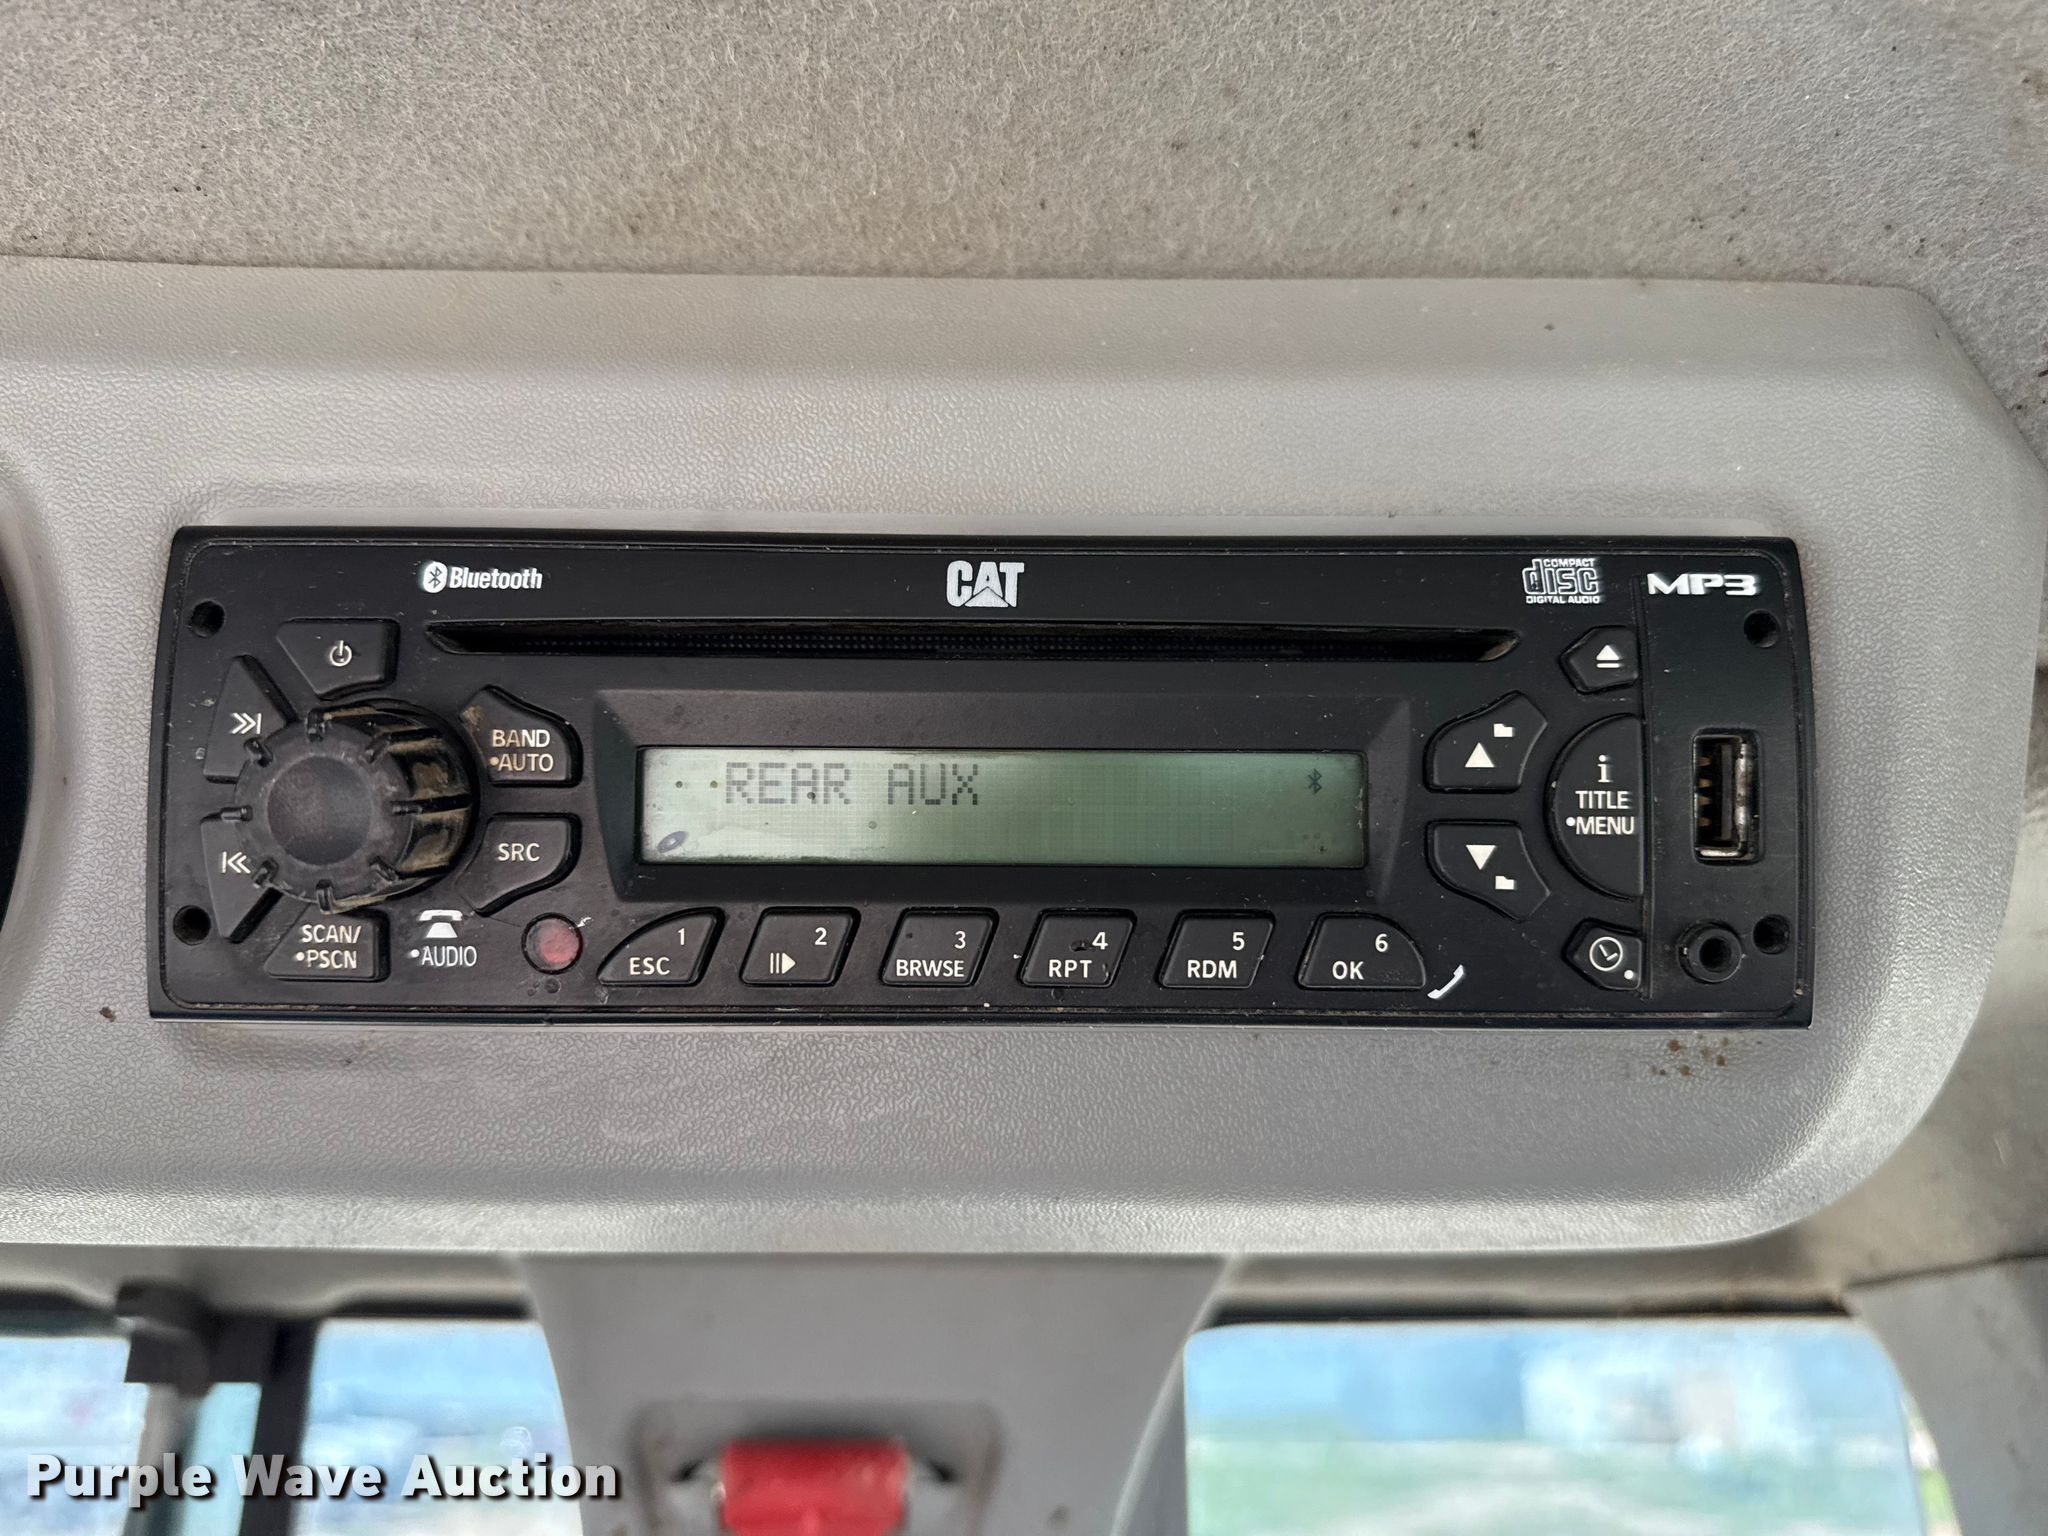 Bluetooth
CAT
COMPACT
disc
DIGITAL AUDIO
MP3
BAND
•AUTO
REAR AUX
i
TITLE
•MENU
SRC
SCAN/
•PSCN
•AUDIO
1
ESC
2
3
BRWSE
4
RPT
5
RDM
6
OK
Purple Wave Auction